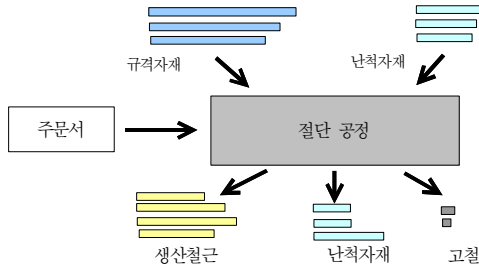 규격자재
난척자재
주문서
절단 공정
생산철근
난척자재
고철